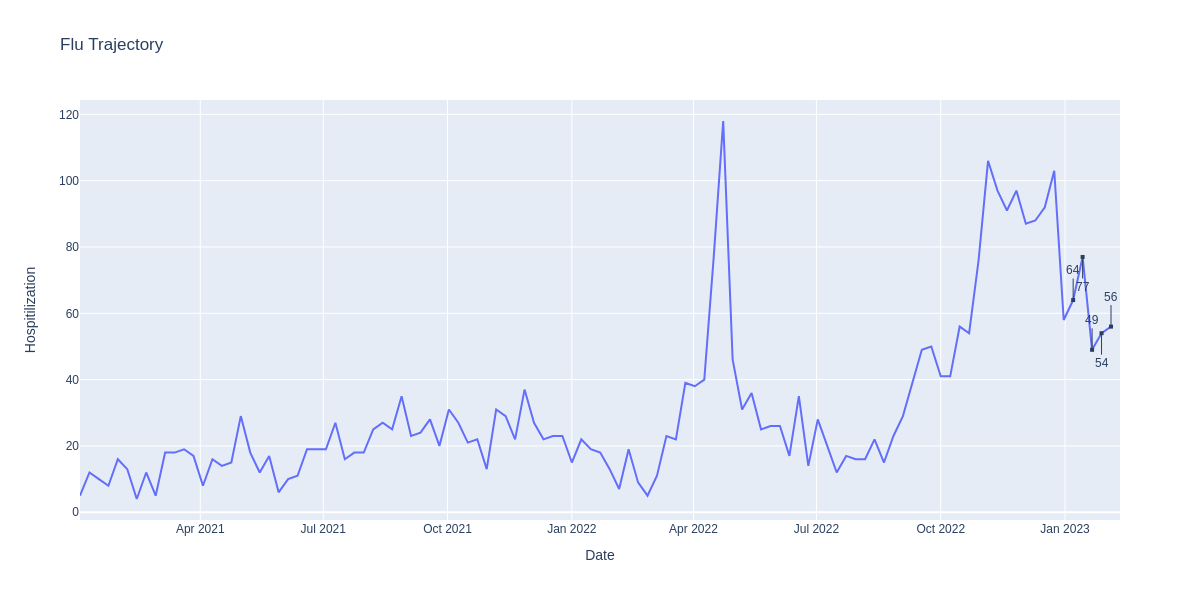 Flu Trajectory
120
100
80
60
40
20
0
Hospitilization
64
77
49
54
56
Apr 2021
Jul 2021
Oct 2021
Jan 2022
Apr 2022
Jul 2022
Oct 2022
Jan 2023
Date